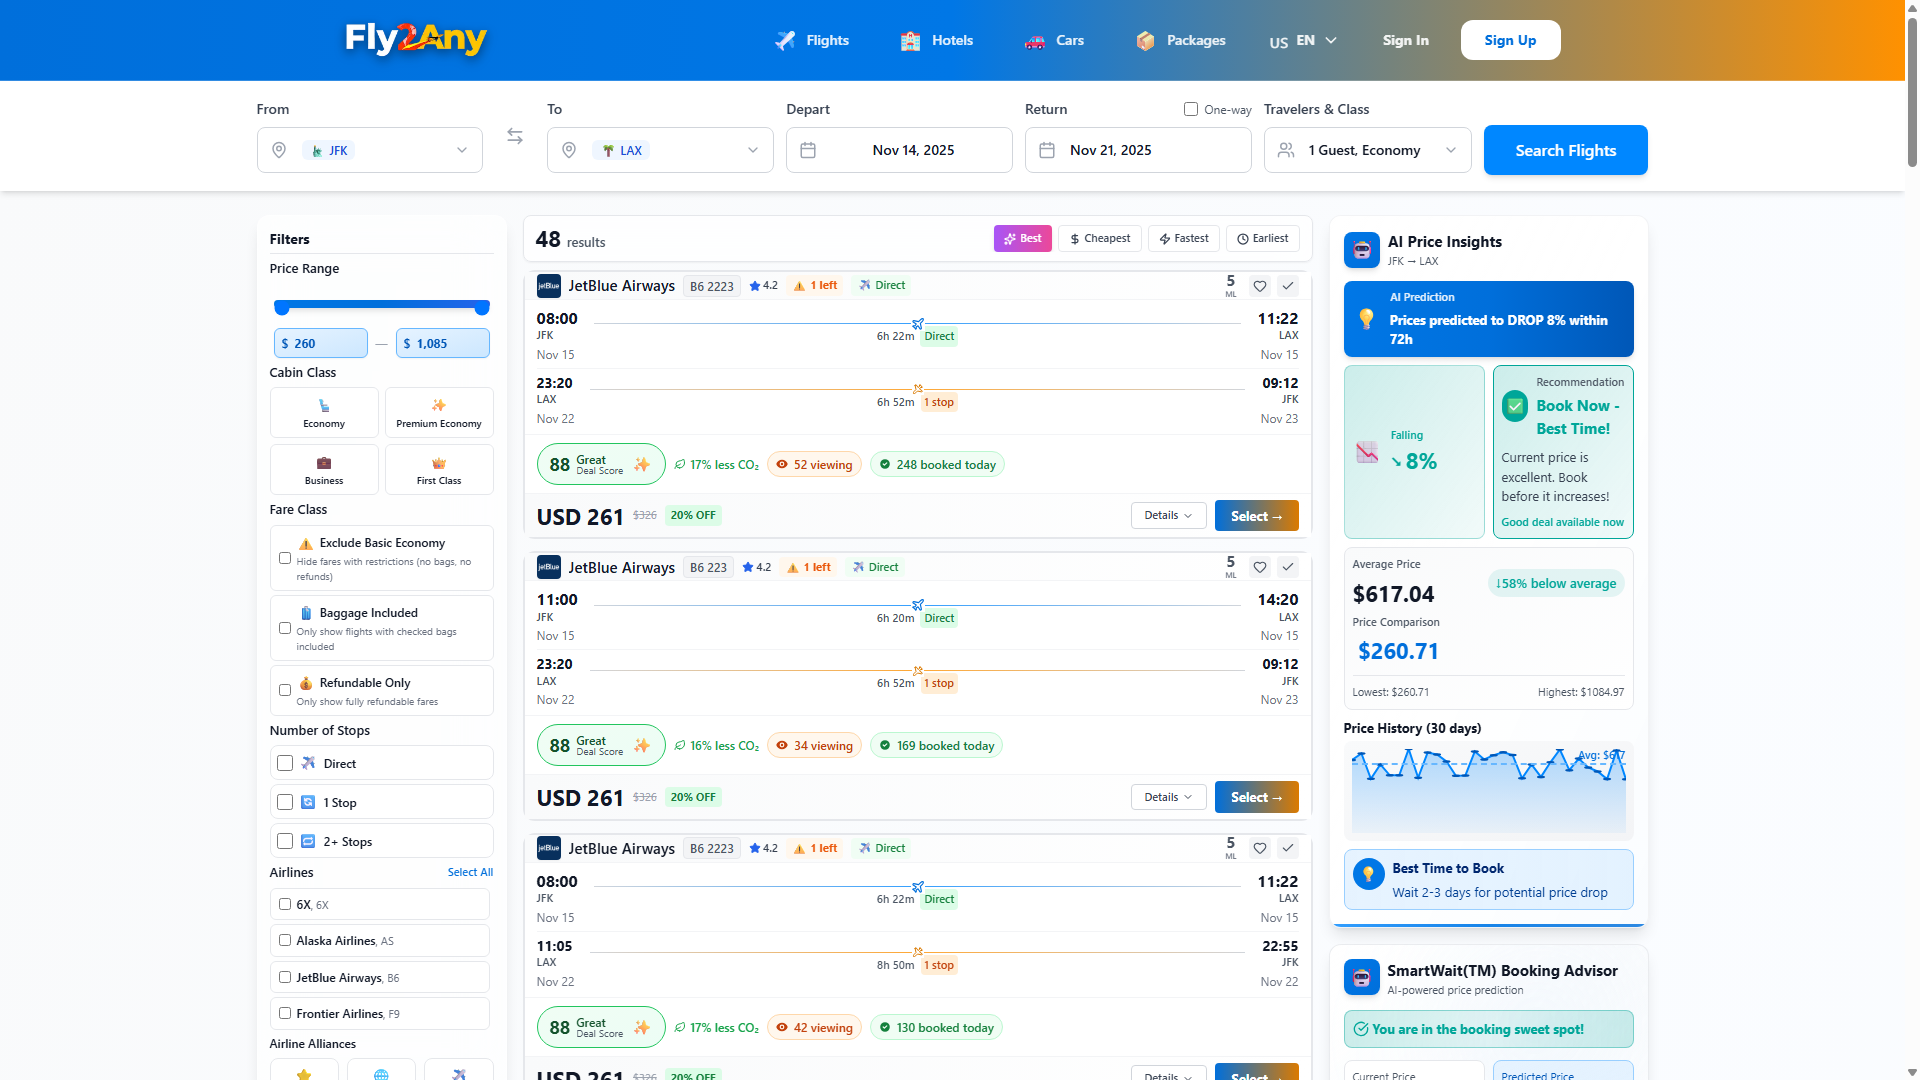 Fly2Any
Flights
Hotels
Cars
Packages
US EN
Sign In
Sign Up
From
JFK
To
LAX
Depart
Nov 14, 2025
Return
One-way
Nov 21, 2025
Travelers & Class
1 Guest, Economy
Search Flights
Filters
Price Range
$ 260 — $ 1,085
Cabin Class
Economy
Premium Economy
Business
First Class
Fare Class
Exclude Basic Economy
Hide fares with restrictions (no bags, no
refunds)
Baggage Included
Only show flights with checked bags
included
Refundable Only
Only show fully refundable fares
Number of Stops
Direct
1 Stop
2+ Stops
Airlines
Select All
6X, 6X
Alaska Airlines, AS
JetBlue Airways, B6
Frontier Airlines, F9
Airline Alliances
48 results
Best
Cheapest
Fastest
Earliest
jetBlue JetBlue Airways B6 2223 4.2 1 left Direct
5
ML
08:00
JFK
Nov 15
6h 22m Direct
11:22
LAX
Nov 15
23:20
LAX
Nov 22
6h 52m 1 stop
09:12
JFK
Nov 23
88 Great
Deal Score
17% less CO₂
52 viewing
248 booked today
USD 261 $326 20% OFF
Details
Select →
jetBlue JetBlue Airways B6 223 4.2 1 left Direct
5
ML
11:00
JFK
Nov 15
6h 20m Direct
14:20
LAX
Nov 15
23:20
LAX
Nov 22
6h 52m 1 stop
09:12
JFK
Nov 23
88 Great
Deal Score
16% less CO₂
34 viewing
169 booked today
USD 261 $326 20% OFF
Details
Select →
jetBlue JetBlue Airways B6 2223 4.2 1 left Direct
5
ML
08:00
JFK
Nov 15
6h 22m Direct
11:22
LAX
Nov 15
11:05
LAX
Nov 22
8h 50m 1 stop
22:55
JFK
Nov 22
88 Great
Deal Score
17% less CO₂
42 viewing
130 booked today
USD 261 $326 20% OFF
Details
Select →
AI Price Insights
JFK → LAX
AI Prediction
Prices predicted to DROP 8% within
72h
Falling
↘ 8%
Recommendation
Book Now -
Best Time!
Current price is
excellent. Book
before it increases!
Good deal available now
Average Price
$617.04
↓58% below average
Price Comparison
$260.71
Lowest: $260.71
Highest: $1084.97
Price History (30 days)
Avg: $617
Best Time to Book
Wait 2-3 days for potential price drop
SmartWait(TM) Booking Advisor
AI-powered price prediction
You are in the booking sweet spot!
Current Price
Predicted Price